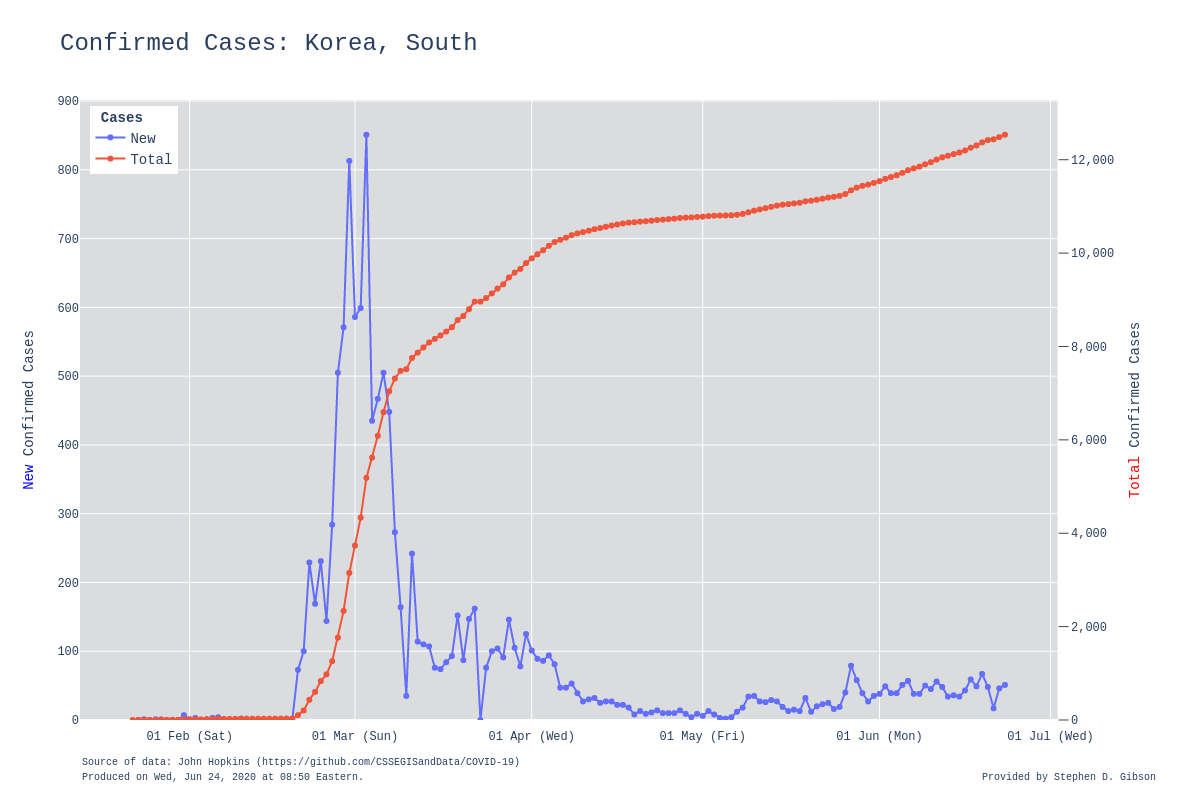 Confirmed Cases: Korea, South
Cases
New
Total
900
800
700
600
500
400
300
200
100
0
New Confirmed Cases
12,000
10,000
8,000
6,000
4,000
2,000
0
Total Confirmed Cases
01 Feb (Sat) 01 Mar (Sun) 01 Apr (Wed) 01 May (Fri) 01 Jun (Mon) 01 Jul (Wed)
Source of data: John Hopkins (https://github.com/CSSEGISandData/COVID-19)
Produced on Wed, Jun 24, 2020 at 08:50 Eastern.
Provided by Stephen D. Gibson